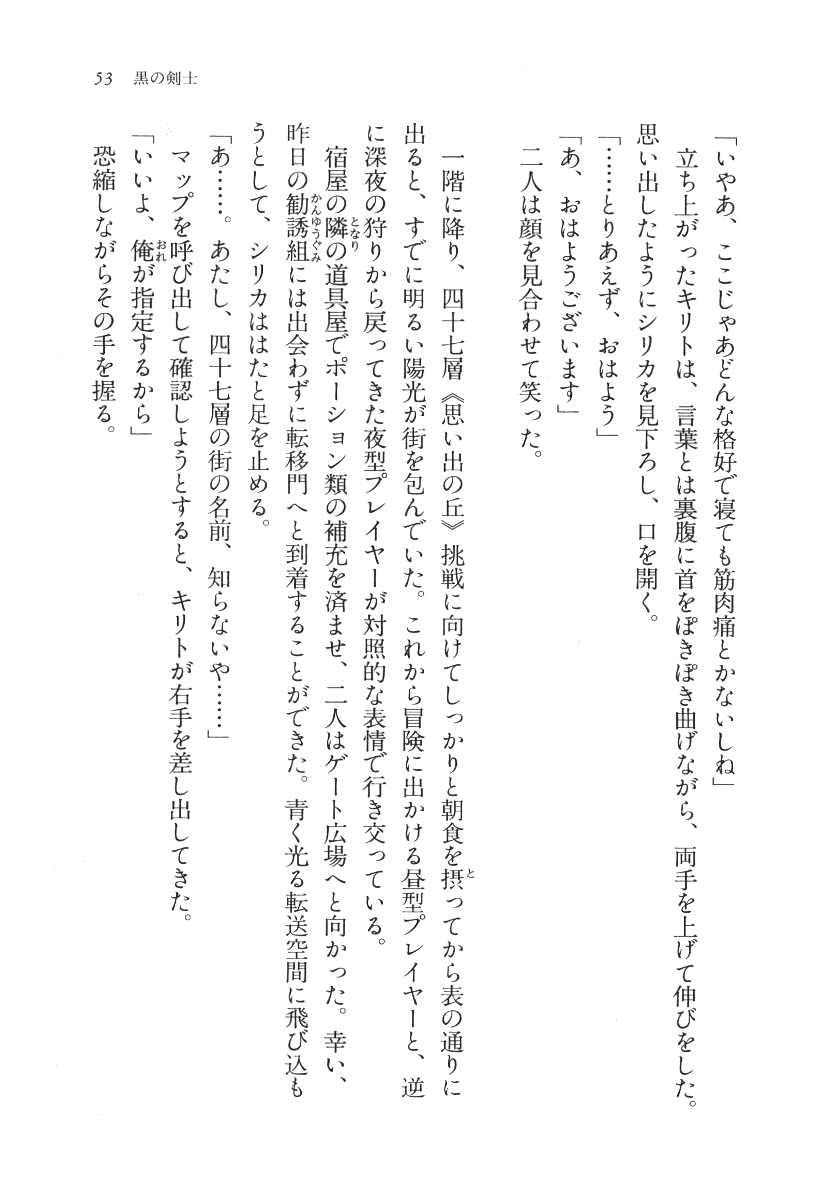 53　黒の剣士
「いやあ、ここじゃあどんな格好で寝ても筋肉痛とかないしね」
　立ち上がったキリトは、言葉とは裏腹に首をぽきぽき曲げながら、両手を上げて伸びをした。
思い出したようにシリカを見下ろし、口を開く。
「……とりあえず、おはよう」
「あ、おはようございます」
　二人は顔を見合わせて笑った。
　一階に降り、四十七層《思い出の丘》挑戦に向けてしっかりと朝食を摂ってから表の通りに
出ると、すでに明るい陽光が街を包んでいた。これから冒険に出かける昼型プレイヤーと、逆
に深夜の狩りから戻ってきた夜型プレイヤーが対照的な表情で行き交っている。
　宿屋の隣の道具屋でポーション類の補充を済ませ、二人はゲート広場へと向かった。幸い、
昨日の勧誘組には出会わずに転移門へと到着することができた。青く光る転送空間に飛び込も
うとして、シリカははたと足を止める。
「あ……。あたし、四十七層の街の名前、知らないや……」
　マップを呼び出して確認しようとすると、キリトが右手を差し出してきた。
「いいよ、俺が指定するから」
　恐縮しながらその手を握る。